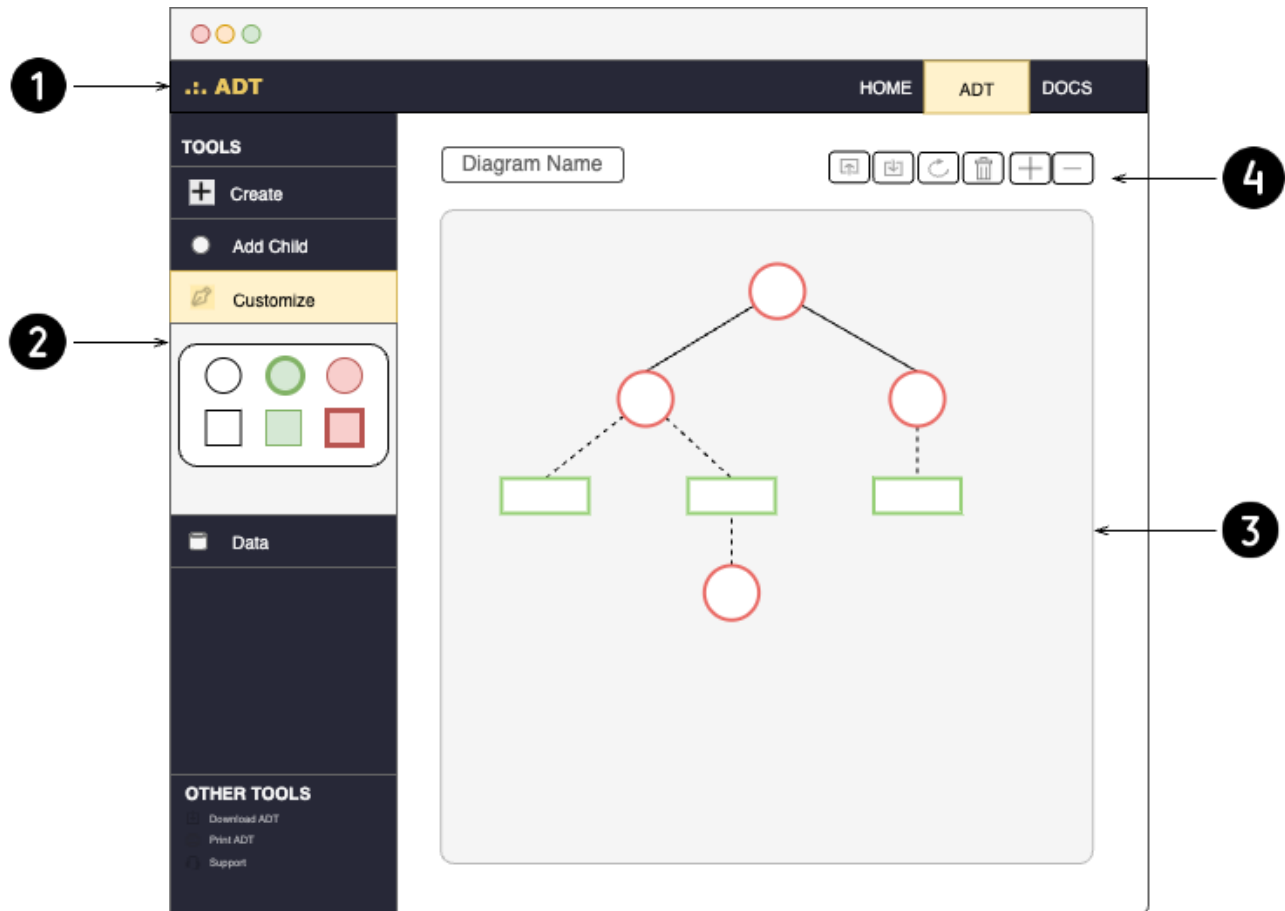 1
.:. ADT
HOME
ADT
DOCS
TOOLS
Diagram Name
4
Create
Add Child
Customize
2
3
Data
OTHER TOOLS
Download ADT
Print ADT
Support